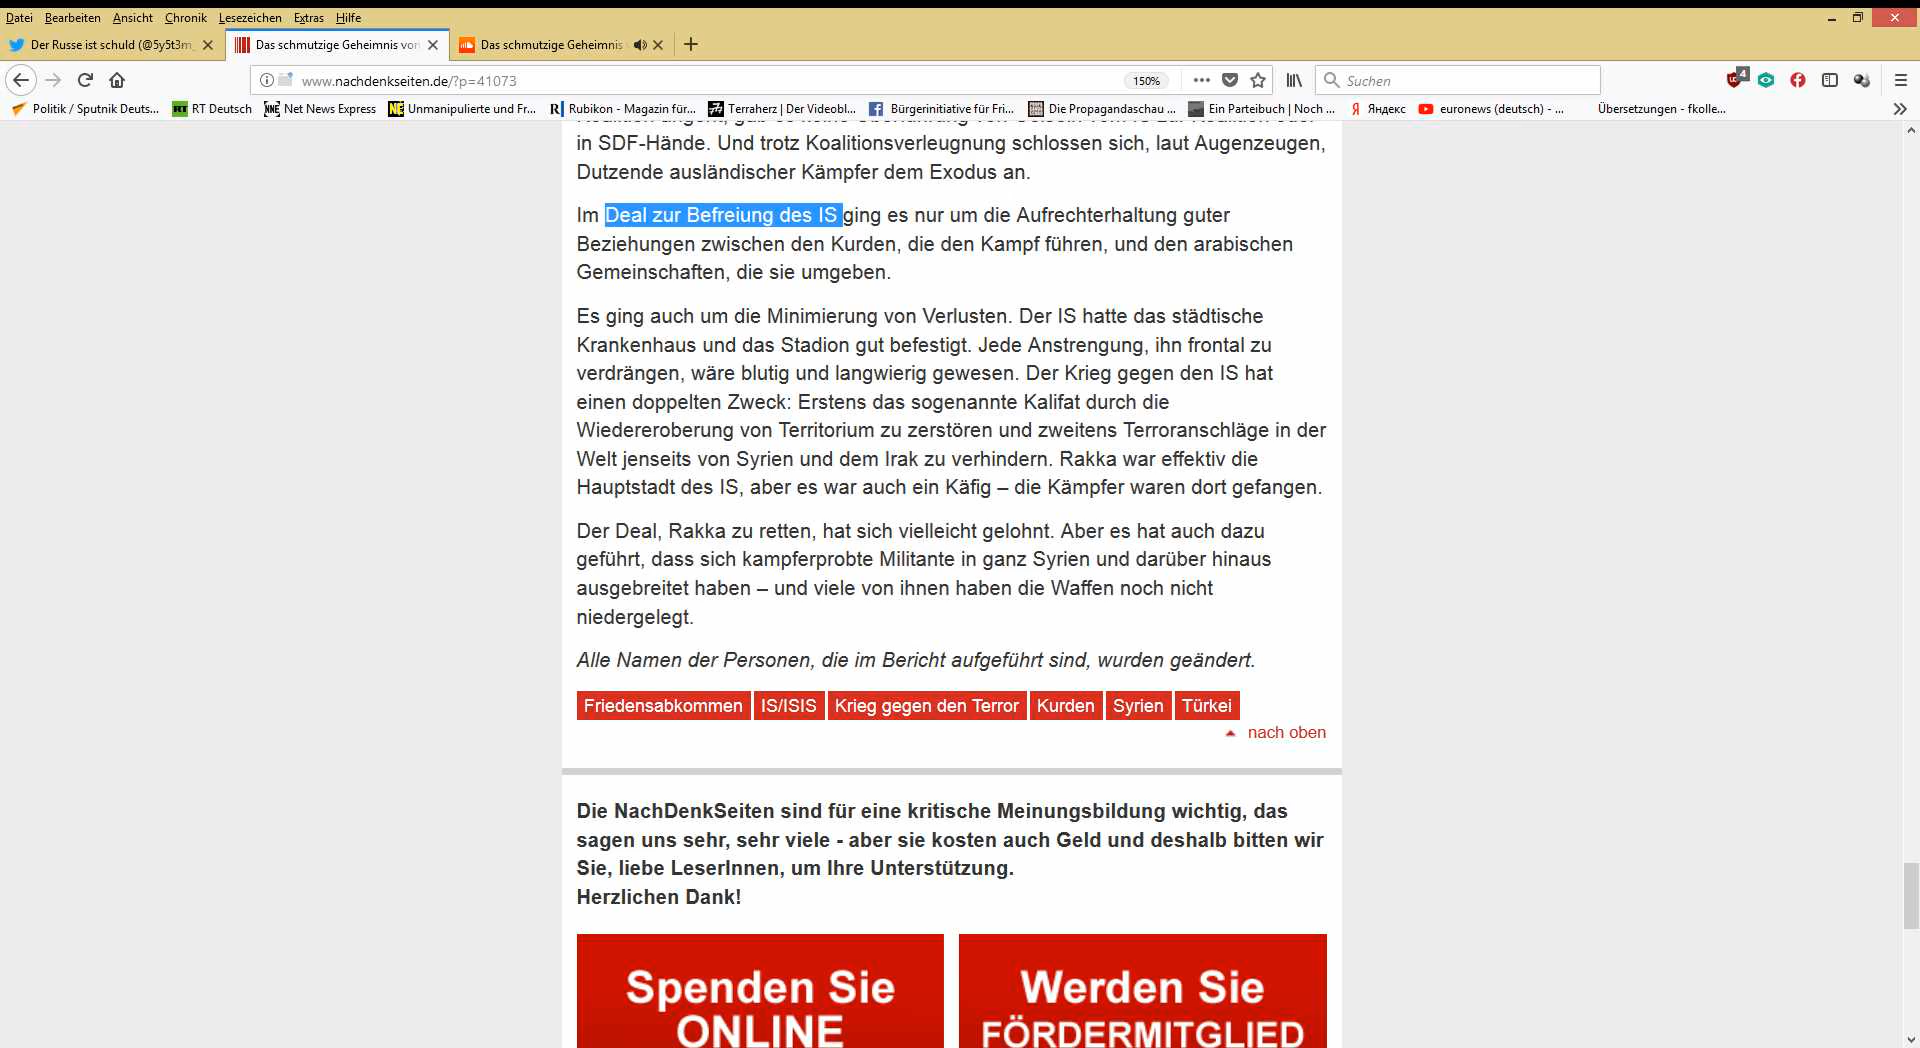 Datei Bearbeiten Ansicht Chronik Lesezeichen Extras Hilfe
Der Russe ist schuld (@5y5t3m Das schmutzige Geheimnis von Das schmutzige Geheimnis
www.nachdenkseiten.de/?p=41073 150% Suchen 4
Politik / Sputnik Deuts... RT Deutsch Net News Express Unmanipulierte und Fr... Rubikon - Magazin für... Terraherz | Der Videobl... Bürgerinitiative für Fri... Die Propagandaschau ... Ein Parteibuch | Noch ... Яндекс euronews (deutsch) - ... Übersetzungen - fkolle...
in SDF-Hände. Und trotz Koalitionsverleugnung schlossen sich, laut Augenzeugen,
Dutzende ausländischer Kämpfer dem Exodus an.
Im Deal zur Befreiung des IS ging es nur um die Aufrechterhaltung guter
Beziehungen zwischen den Kurden, die den Kampf führen, und den arabischen
Gemeinschaften, die sie umgeben.
Es ging auch um die Minimierung von Verlusten. Der IS hatte das städtische
Krankenhaus und das Stadion gut befestigt. Jede Anstrengung, ihn frontal zu
verdrängen, wäre blutig und langwierig gewesen. Der Krieg gegen den IS hat
einen doppelten Zweck: Erstens das sogenannte Kalifat durch die
Wiedereroberung von Territorium zu zerstören und zweitens Terroranschläge in der
Welt jenseits von Syrien und dem Irak zu verhindern. Rakka war effektiv die
Hauptstadt des IS, aber es war auch ein Käfig – die Kämpfer waren dort gefangen.
Der Deal, Rakka zu retten, hat sich vielleicht gelohnt. Aber es hat auch dazu
geführt, dass sich kampferprobte Militante in ganz Syrien und darüber hinaus
ausgebreitet haben – und viele von ihnen haben die Waffen noch nicht
niedergelegt.
Alle Namen der Personen, die im Bericht aufgeführt sind, wurden geändert.
Friedensabkommen IS/ISIS Krieg gegen den Terror Kurden Syrien Türkei
nach oben
Die NachDenkSeiten sind für eine kritische Meinungsbildung wichtig, das
sagen uns sehr, sehr viele - aber sie kosten auch Geld und deshalb bitten wir
Sie, liebe LeserInnen, um Ihre Unterstützung.
Herzlichen Dank!
Spenden Sie Werden Sie
ONLINE FÖRDERMITGLIED